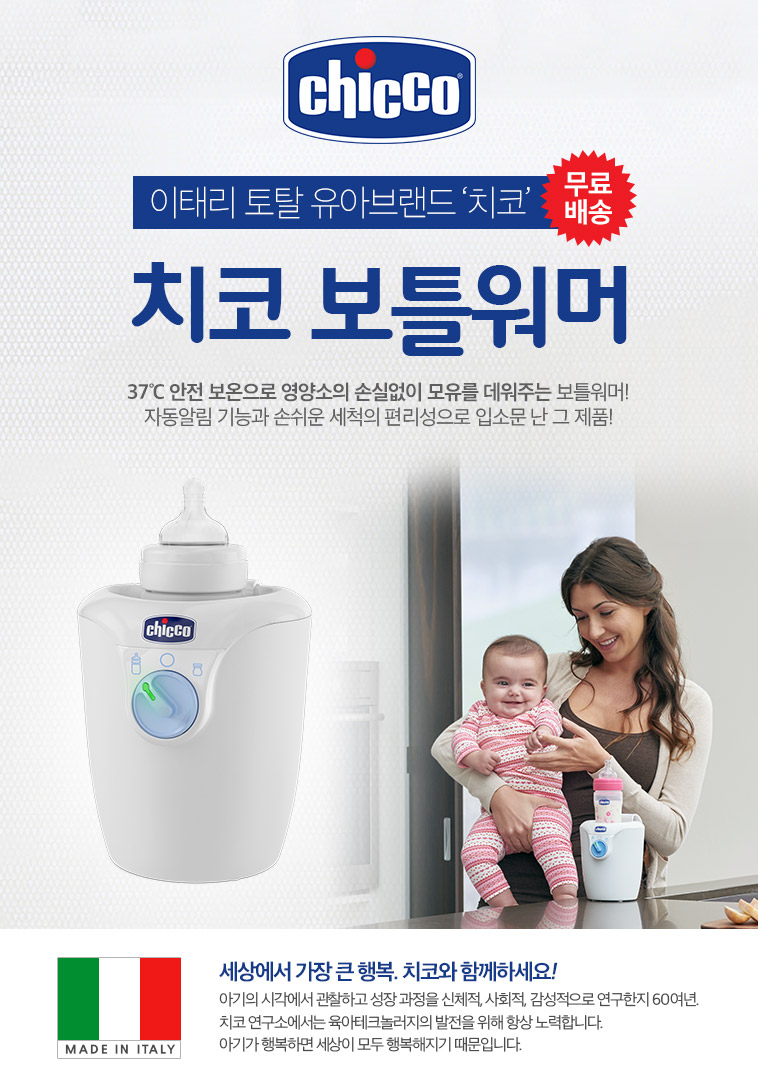 chicco
이태리 토탈 유아브랜드 ‘치코’
무료
배송
치코 보틀워머
37℃ 안전 보온으로 영양소의 손실없이 모유를 데워주는 보틀워머!
자동알림 기능과 손쉬운 세척의 편리성으로 입소문 난 그 제품!
chicco
chicco
chicco
MADE IN ITALY
세상에서 가장 큰 행복. 치코와 함께하세요!
아기의 시각에서 관찰하고 성장 과정을 신체적, 사회적, 감성적으로 연구한지 60여년.
치코 연구소에서는 육아테크놀러지의 발전을 위해 항상 노력합니다.
아기가 행복하면 세상이 모두 행복해지기 때문입니다.